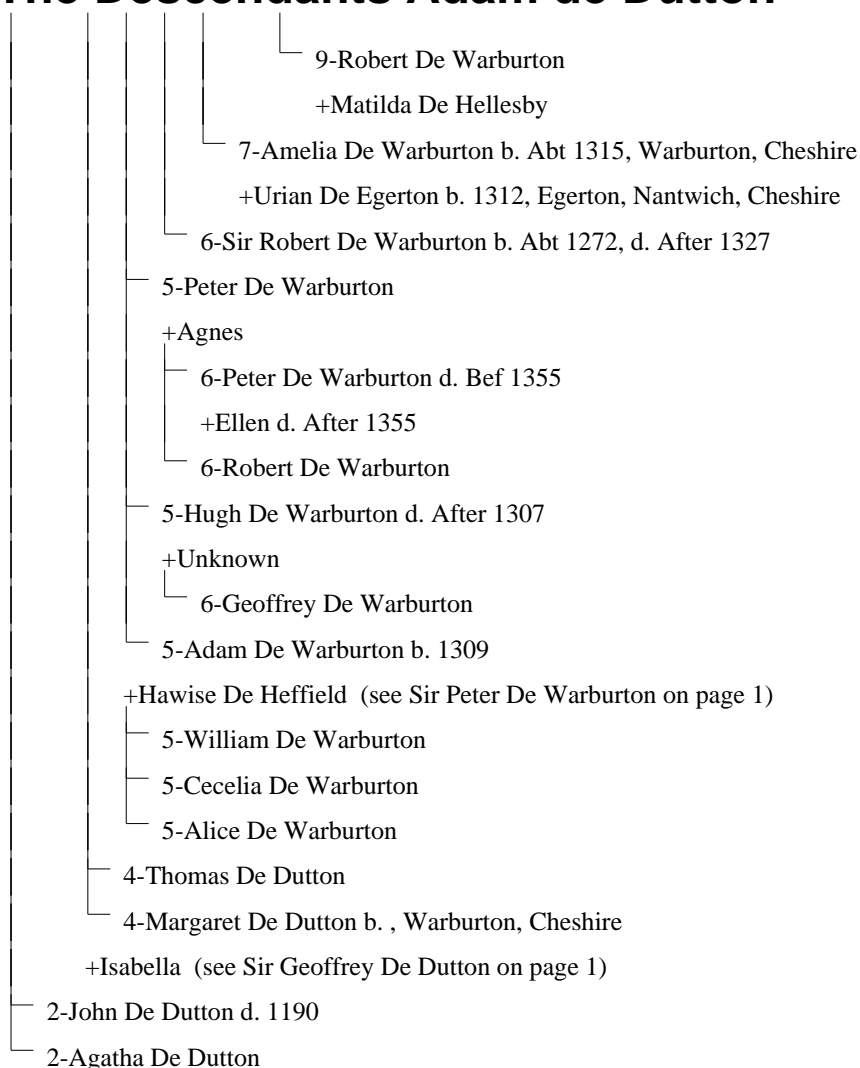 The Descendants Adam de Dutton
9-Robert De Warburton
+Matilda De Hellesby
7-Amelia De Warburton b. Abt 1315, Warburton, Cheshire
+Urian De Egerton b. 1312, Egerton, Nantwich, Cheshire
6-Sir Robert De Warburton b. Abt 1272, d. After 1327
5-Peter De Warburton
+Agnes
6-Peter De Warburton d. Bef 1355
+Ellen d. After 1355
6-Robert De Warburton
5-Hugh De Warburton d. After 1307
+Unknown
6-Geoffrey De Warburton
5-Adam De Warburton b. 1309
+Hawise De Heffield (see Sir Peter De Warburton on page 1)
5-William De Warburton
5-Cecelia De Warburton
5-Alice De Warburton
4-Thomas De Dutton
4-Margaret De Dutton b. , Warburton, Cheshire
+Isabella (see Sir Geoffrey De Dutton on page 1)
2-John De Dutton d. 1190
2-Agatha De Dutton